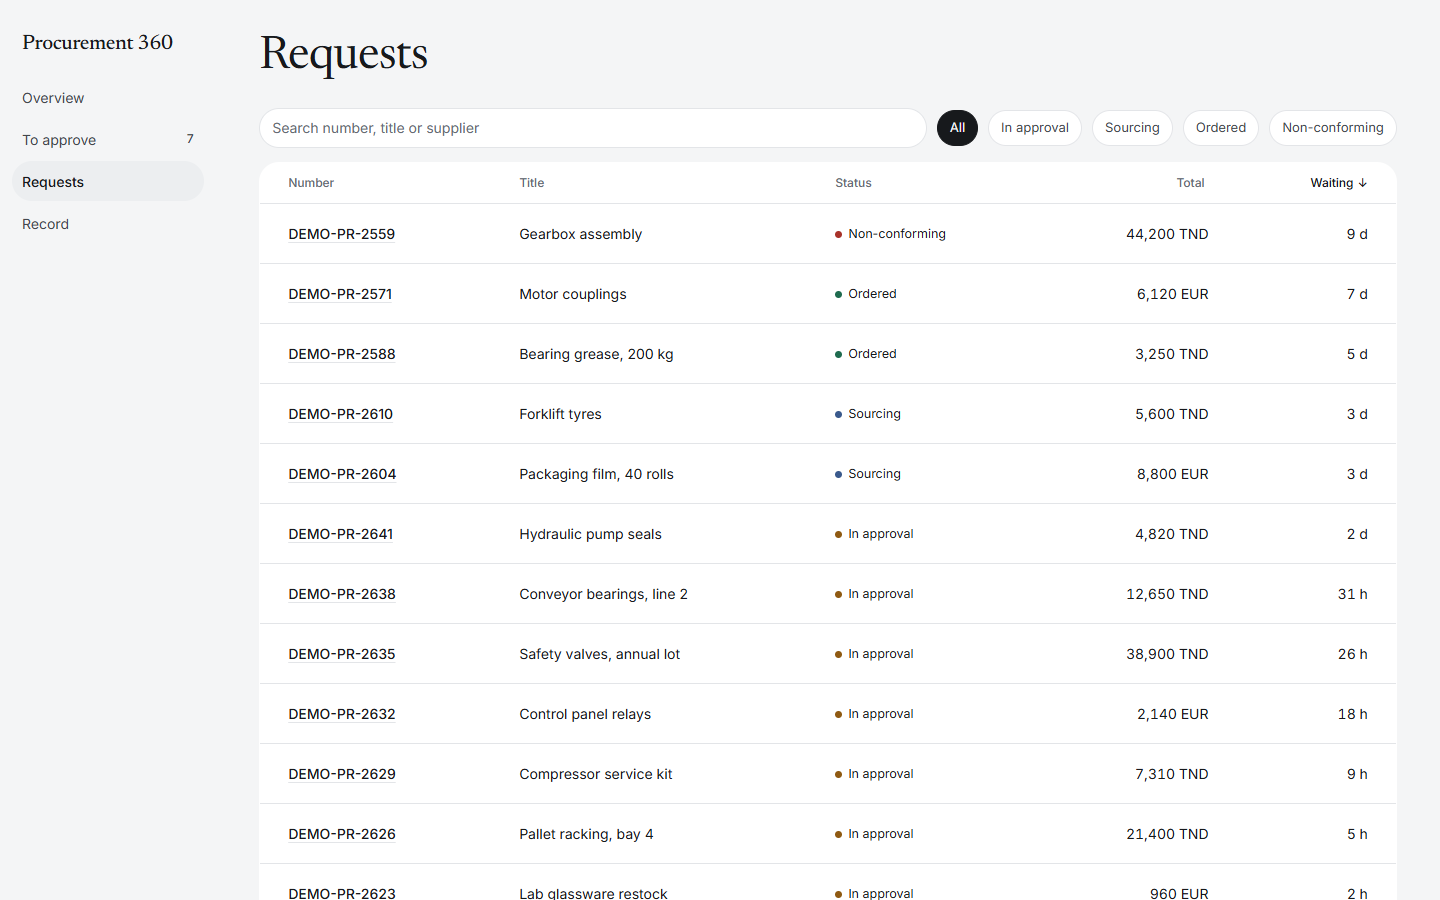 Procurement 360
Overview
To approve 7
Requests
Record
Requests
Search number, title or supplier
All In approval Sourcing Ordered Non-conforming
Number Title Status Total Waiting ↓
DEMO-PR-2559 Gearbox assembly Non-conforming 44,200 TND 9 d
DEMO-PR-2571 Motor couplings Ordered 6,120 EUR 7 d
DEMO-PR-2588 Bearing grease, 200 kg Ordered 3,250 TND 5 d
DEMO-PR-2610 Forklift tyres Sourcing 5,600 TND 3 d
DEMO-PR-2604 Packaging film, 40 rolls Sourcing 8,800 EUR 3 d
DEMO-PR-2641 Hydraulic pump seals In approval 4,820 TND 2 d
DEMO-PR-2638 Conveyor bearings, line 2 In approval 12,650 TND 31 h
DEMO-PR-2635 Safety valves, annual lot In approval 38,900 TND 26 h
DEMO-PR-2632 Control panel relays In approval 2,140 EUR 18 h
DEMO-PR-2629 Compressor service kit In approval 7,310 TND 9 h
DEMO-PR-2626 Pallet racking, bay 4 In approval 21,400 TND 5 h
DEMO-PR-2623 Lab glassware restock In approval 960 EUR 2 h